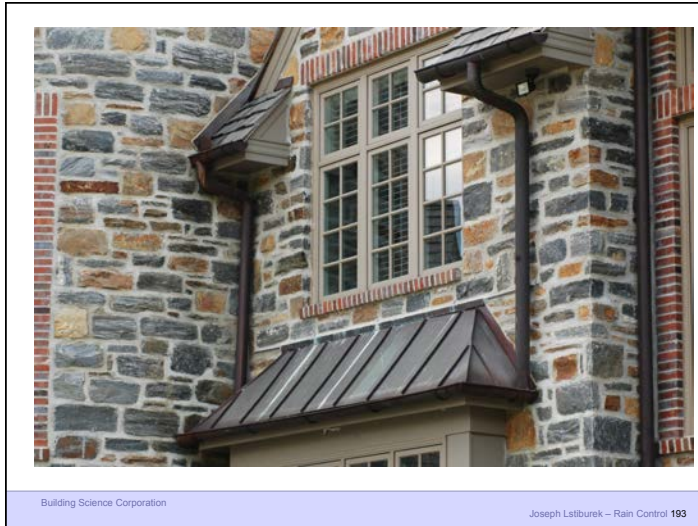 Building Science Corporation
Joseph Lstiburek – Rain Control 193